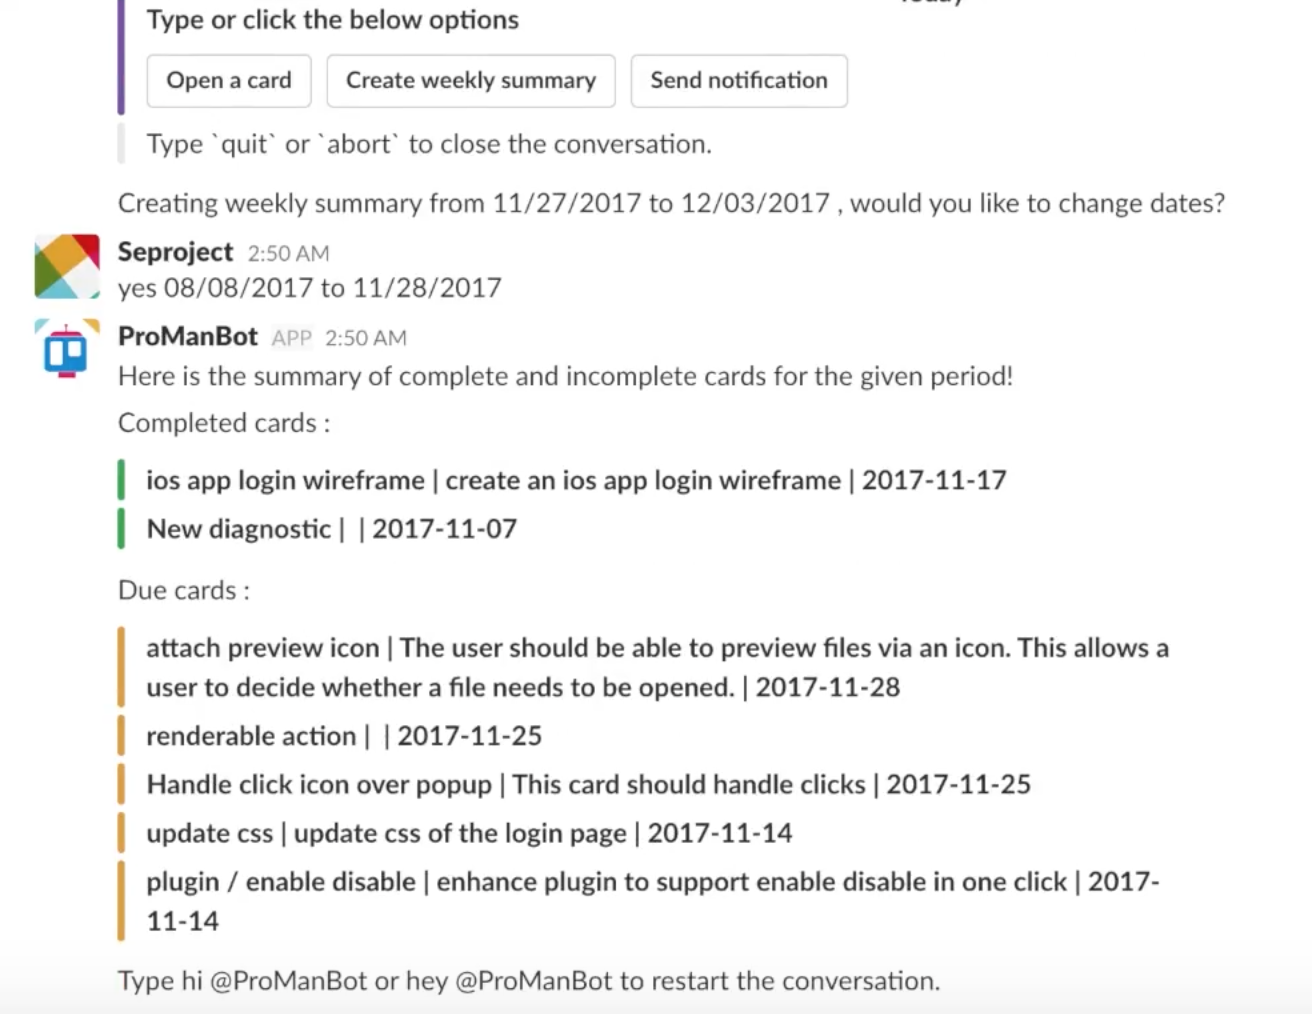 Type or click the below options
Open a card
Create weekly summary
Send notification
Type `quit` or `abort` to close the conversation.
Creating weekly summary from 11/27/2017 to 12/03/2017 , would you like to change dates?
Seproject 2:50 AM
yes 08/08/2017 to 11/28/2017
ProManBot APP 2:50 AM
Here is the summary of complete and incomplete cards for the given period!
Completed cards :
ios app login wireframe | create an ios app login wireframe | 2017-11-17
New diagnostic | | 2017-11-07
Due cards :
attach preview icon | The user should be able to preview files via an icon. This allows a
user to decide whether a file needs to be opened. | 2017-11-28
renderable action | | 2017-11-25
Handle click icon over popup | This card should handle clicks | 2017-11-25
update css | update css of the login page | 2017-11-14
plugin / enable disable | enhance plugin to support enable disable in one click | 2017-
11-14
Type hi @ProManBot or hey @ProManBot to restart the conversation.